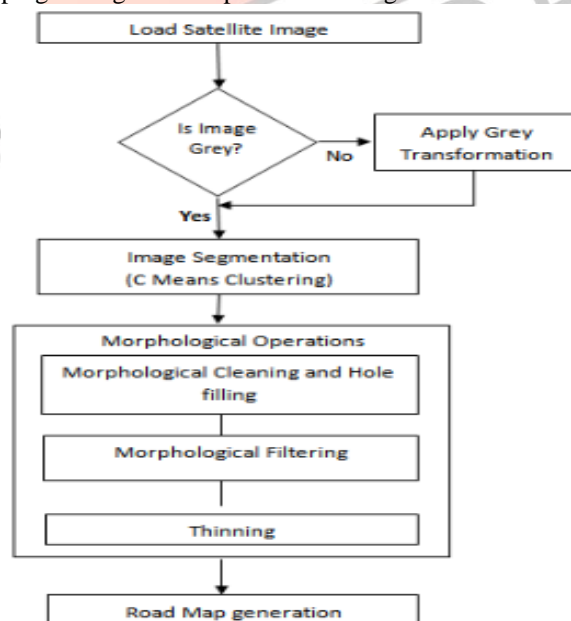 Load Satellite Image
Is Image
Grey?
No
Apply Grey
Transformation
Yes
Image Segmentation
(C Means Clustering)
Morphological Operations
Morphological Cleaning and Hole
filling
Morphological Filtering
Thinning
Road Map generation